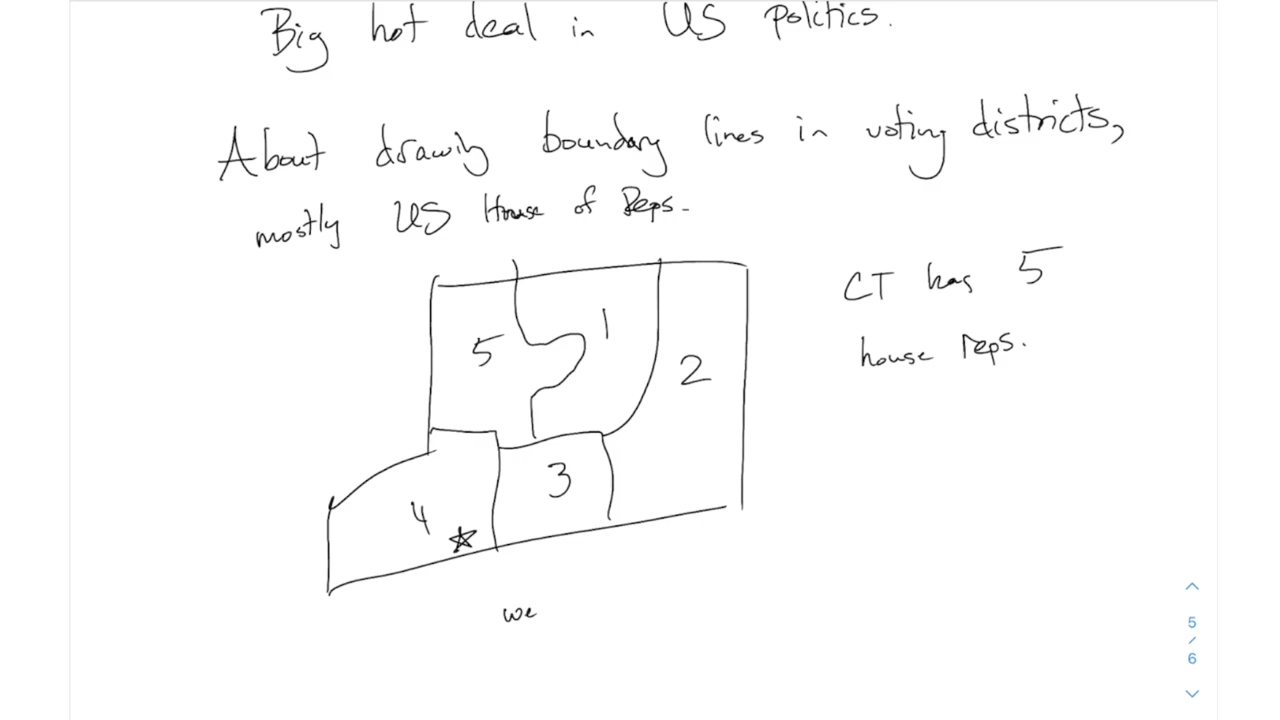 Big hot deal in US politics.
About drawing boundary lines in voting districts,
mostly US House of Reps.
CT has 5
house reps.
5
1
2
3
4
we
5
/
6